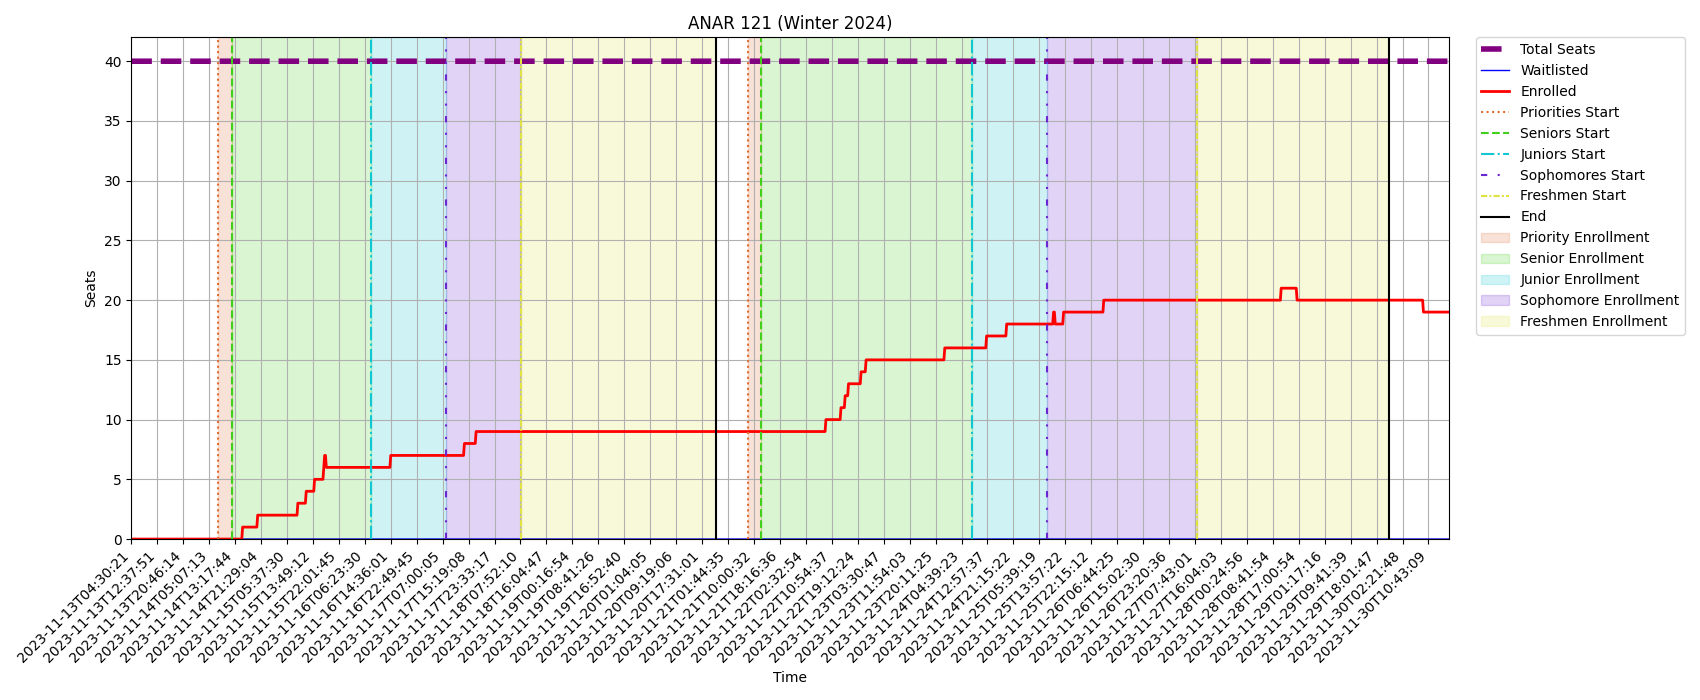 ANAR 121 (Winter 2024)
Seats
40
35
30
25
20
15
10
5
0
2023-11-13T04:30:21
2023-11-13T12:37:51
2023-11-13T20:46:14
2023-11-14T05:07:13
2023-11-14T13:17:44
2023-11-14T21:29:04
2023-11-15T05:37:30
2023-11-15T13:49:12
2023-11-15T22:01:45
2023-11-16T06:23:30
2023-11-16T14:36:01
2023-11-16T22:49:45
2023-11-17T07:00:05
2023-11-17T15:19:08
2023-11-17T23:33:17
2023-11-18T07:52:10
2023-11-18T16:04:47
2023-11-19T00:16:54
2023-11-19T08:41:26
2023-11-19T16:52:40
2023-11-20T01:04:05
2023-11-20T09:19:06
2023-11-20T17:31:01
2023-11-21T01:44:35
2023-11-21T10:00:32
2023-11-21T18:16:36
2023-11-22T02:32:54
2023-11-22T10:54:37
2023-11-22T19:12:24
2023-11-23T03:30:47
2023-11-23T11:54:03
2023-11-23T20:11:25
2023-11-24T04:39:23
2023-11-24T12:57:37
2023-11-24T21:15:22
2023-11-25T05:39:19
2023-11-25T13:57:22
2023-11-25T22:15:12
2023-11-26T06:44:25
2023-11-26T15:02:30
2023-11-26T23:20:36
2023-11-27T07:43:01
2023-11-27T16:04:03
2023-11-28T00:24:56
2023-11-28T08:41:54
2023-11-28T17:00:54
2023-11-29T01:17:16
2023-11-29T09:41:39
2023-11-29T18:01:47
2023-11-30T02:21:48
2023-11-30T10:43:09
Time
Total Seats
Waitlisted
Enrolled
Priorities Start
Seniors Start
Juniors Start
Sophomores Start
Freshmen Start
End
Priority Enrollment
Senior Enrollment
Junior Enrollment
Sophomore Enrollment
Freshmen Enrollment